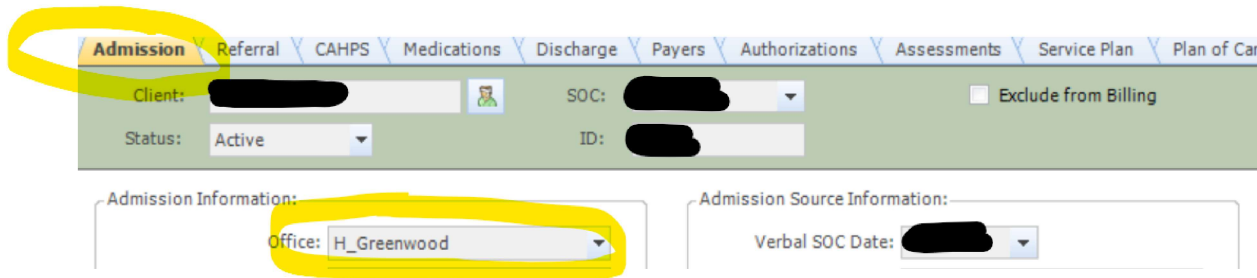 Admission Referral CAHPS Medications Discharge Payers Authorizations Assessments Service Plan Plan of Car
Client: SOC: Exclude from Billing
Status: Active ID:
Admission Information: Admission Source Information:
Office: H_Greenwood Verbal SOC Date: